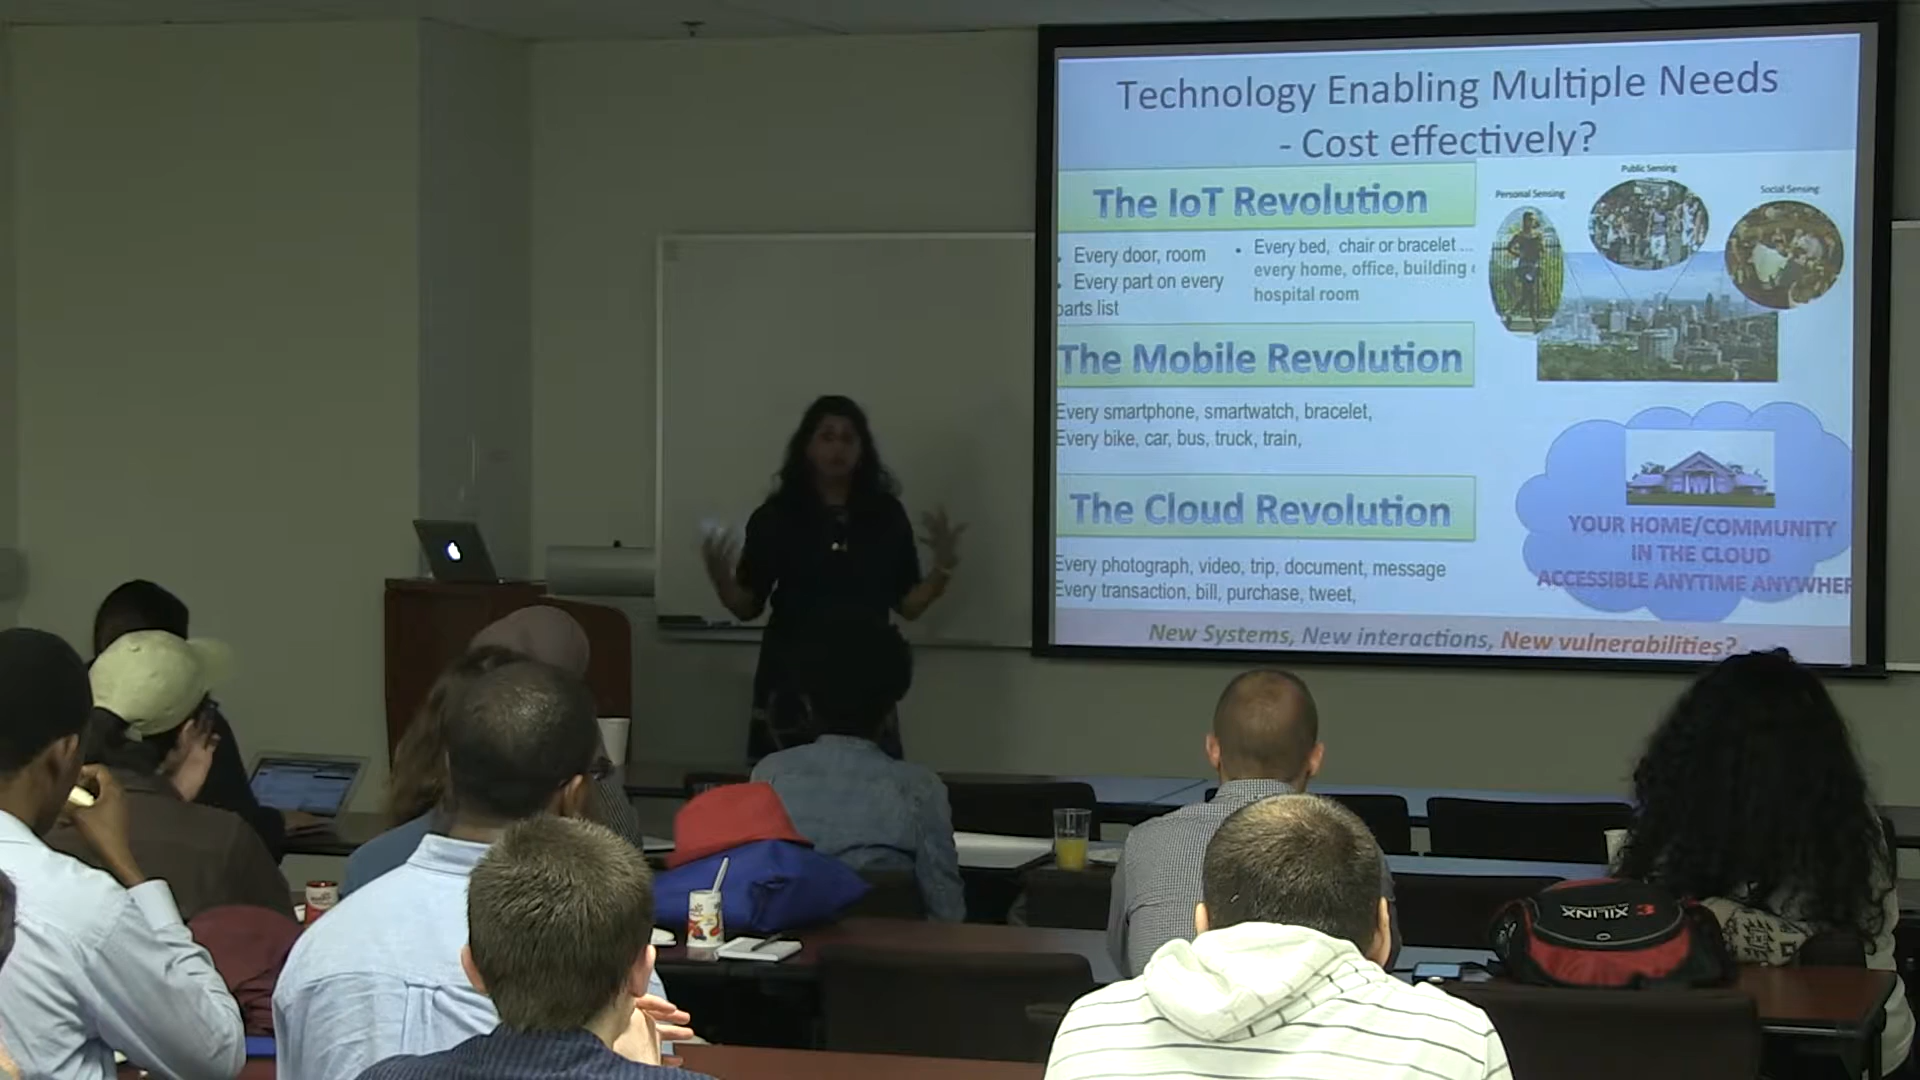 Technology Enabling Multiple Needs
- Cost effectively?
The IoT Revolution
• Every door, room
• Every part on every
parts list
• Every bed, chair or bracelet ...
every home, office, building
hospital room
Personal Sensing
Public Sensing
Social Sensing
The Mobile Revolution
Every smartphone, smartwatch, bracelet,
Every bike, car, bus, truck, train,
The Cloud Revolution
Every photograph, video, trip, document, message
Every transaction, bill, purchase, tweet,
YOUR HOME/COMMUNITY
IN THE CLOUD
ACCESSIBLE ANYTIME ANYWHER
New Systems, New interactions, New vulnerabilities?
XILINX